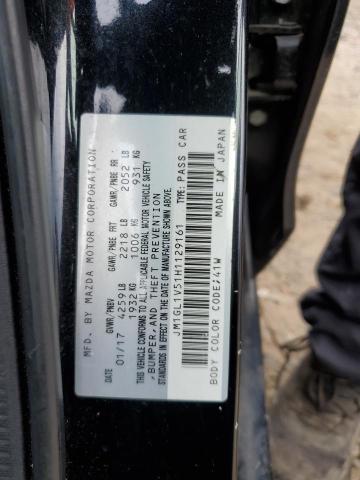 MFD. BY MAZDA MOTOR CORPORATION
DATE GVWR/PNBV GAWR/PNBE FRT GAWR/PNBE RR
01/17 4259 LB 2218 LB 2052 LB
1932 KG 1006 KG 931 KG
THIS VEHICLE CONFORMS TO ALL APPLICABLE FEDERAL MOTOR VEHICLE SAFETY
,BUMPER,AND THEFT PREVENTION
STANDARDS IN EFFECT ON THE DATE OF MANUFACTURE SHOWN ABOVE.
JM1GL1V51H1129161 TYPE:PASS CAR
BODY COLOR CODE:41W MADE IN JAPAN